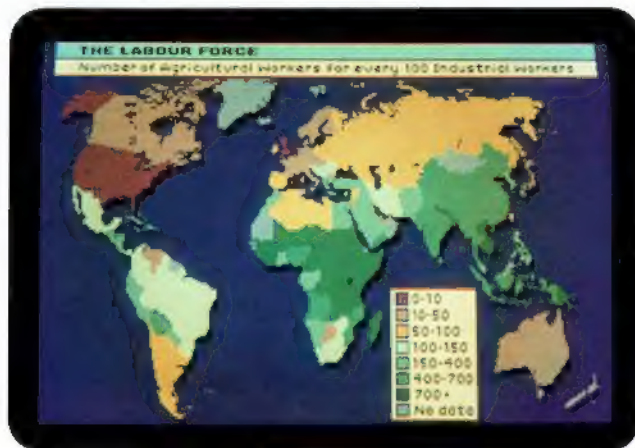 THE LABOUR FORCE
Number of Agricultural Workers for every 100 Industrial Workers
0-10
10-50
50-100
100-150
150-400
400-700
700+
No data